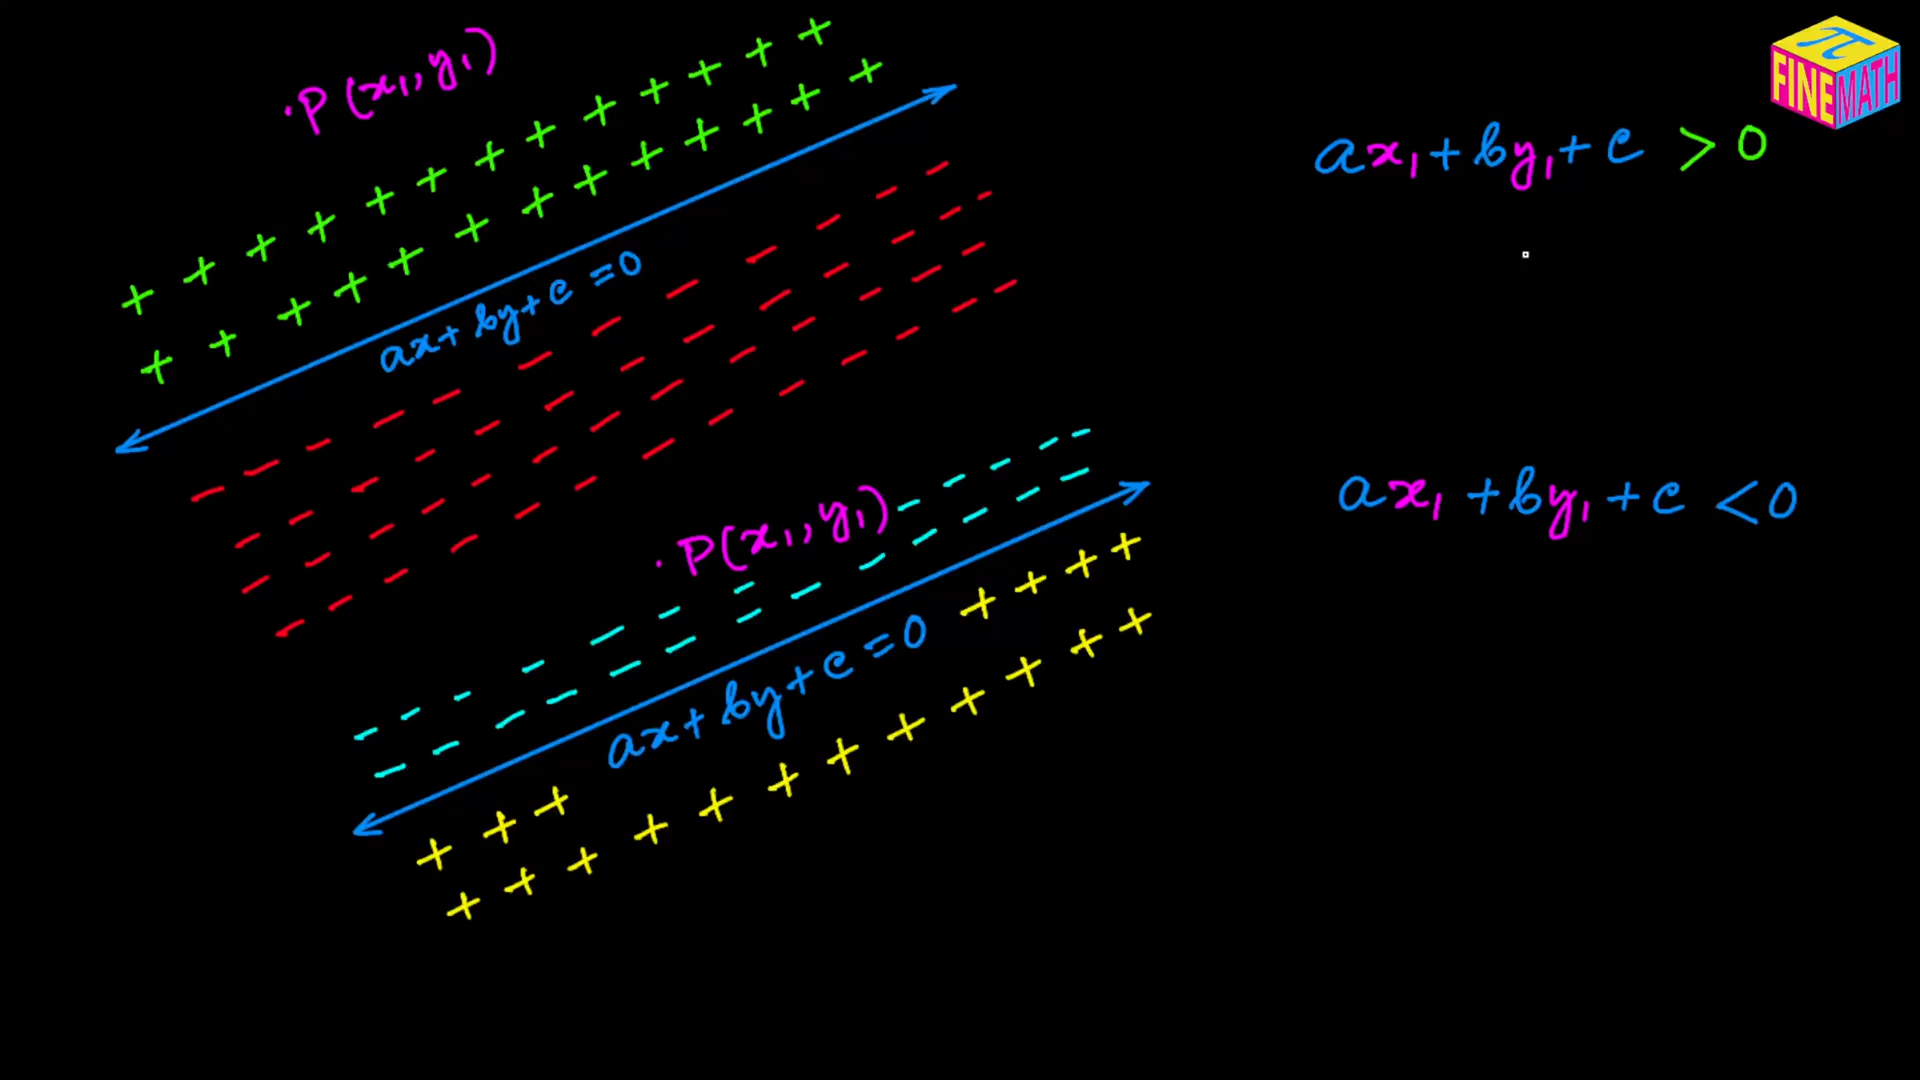 .P(x₁,y₁)
ax₁+by₁+c > 0
π
FINE MATH
ax+by+c=0
.P(x₁,y₁)
ax₁+by₁+c <0
ax+by+c=0